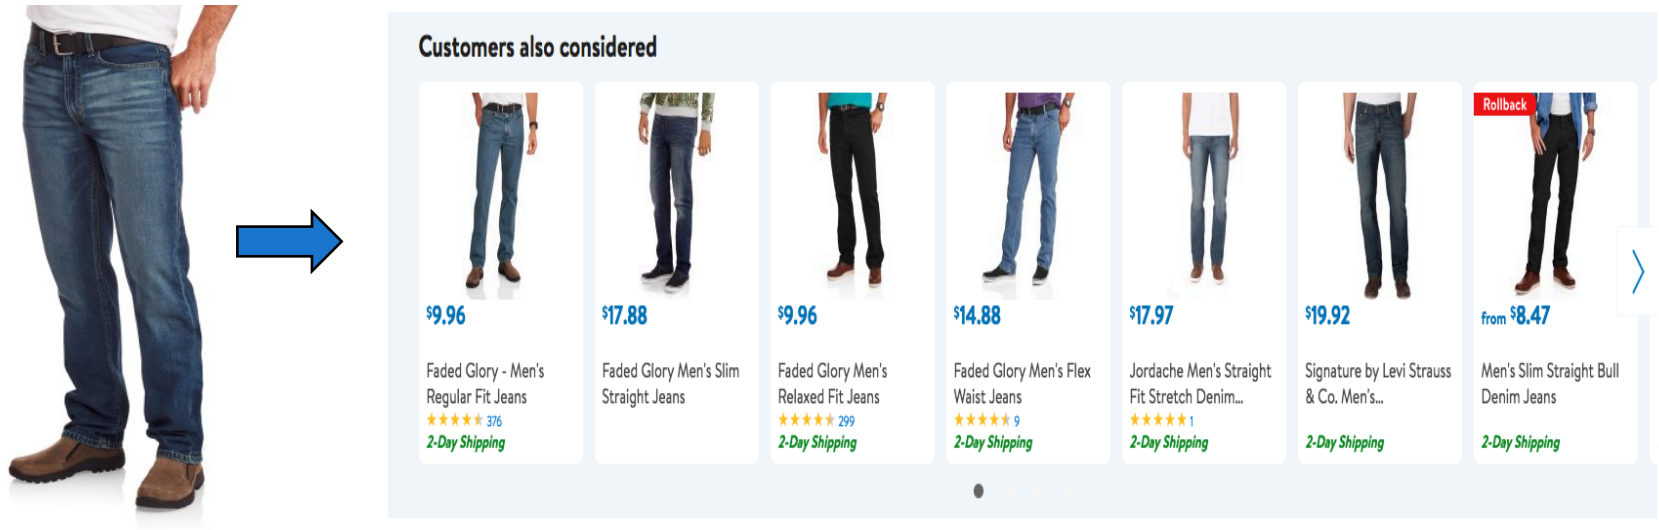 Customers also considered
Rollback
$9.96
$17.88
$9.96
$14.88
$17.97
$19.92
from $8.47
Faded Glory - Men's
Regular Fit Jeans
376
2-Day Shipping
Faded Glory Men's Slim
Straight Jeans
Faded Glory Men's
Relaxed Fit Jeans
299
2-Day Shipping
Faded Glory Men's Flex
Waist Jeans
9
2-Day Shipping
Jordache Men's Straight
Fit Stretch Denim...
1
2-Day Shipping
Signature by Levi Strauss
& Co. Men's...
2-Day Shipping
Men's Slim Straight Bull
Denim Jeans
2-Day Shipping